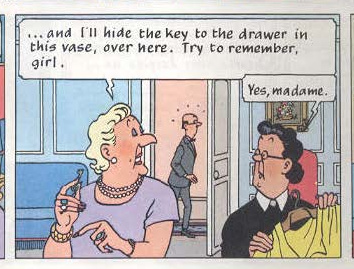 ...and I'll hide the key to the drawer in
this vase, over here. Try to remember,
girl.
Yes, madame.